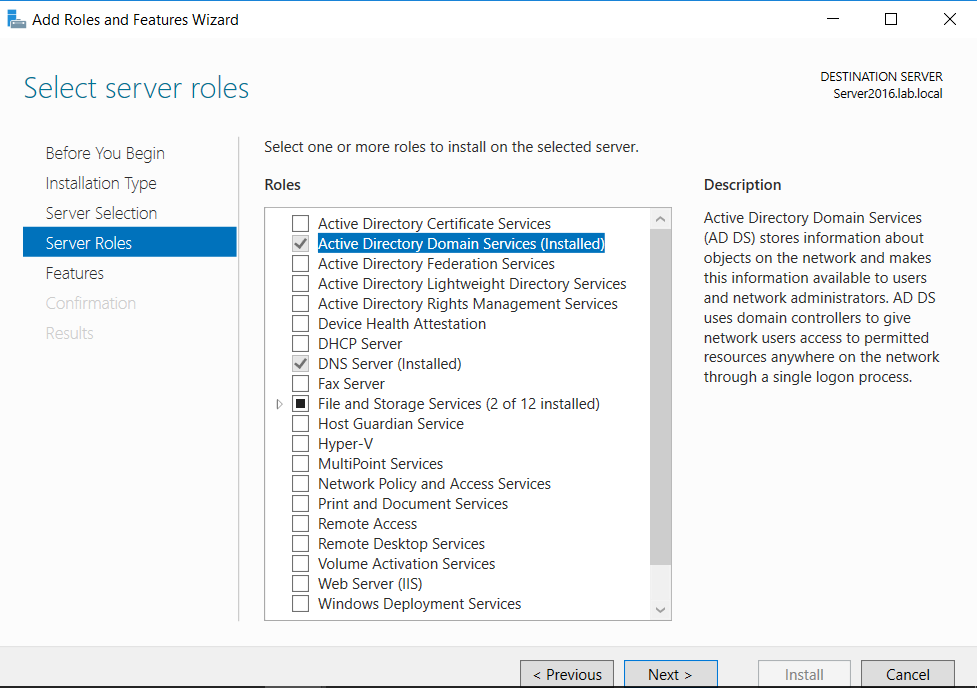 Add Roles and Features Wizard
Select server roles
DESTINATION SERVER
Server2016.lab.local
Before You Begin
Installation Type
Server Selection
Server Roles
Features
Confirmation
Results
Select one or more roles to install on the selected server.
Roles
Active Directory Certificate Services
Active Directory Domain Services (Installed)
Active Directory Federation Services
Active Directory Lightweight Directory Services
Active Directory Rights Management Services
Device Health Attestation
DHCP Server
DNS Server (Installed)
Fax Server
File and Storage Services (2 of 12 installed)
Host Guardian Service
Hyper-V
MultiPoint Services
Network Policy and Access Services
Print and Document Services
Remote Access
Remote Desktop Services
Volume Activation Services
Web Server (IIS)
Windows Deployment Services
Description
Active Directory Domain Services
(AD DS) stores information about
objects on the network and makes
this information available to users
and network administrators. AD DS
uses domain controllers to give
network users access to permitted
resources anywhere on the network
through a single logon process.
< Previous
Next >
Install
Cancel